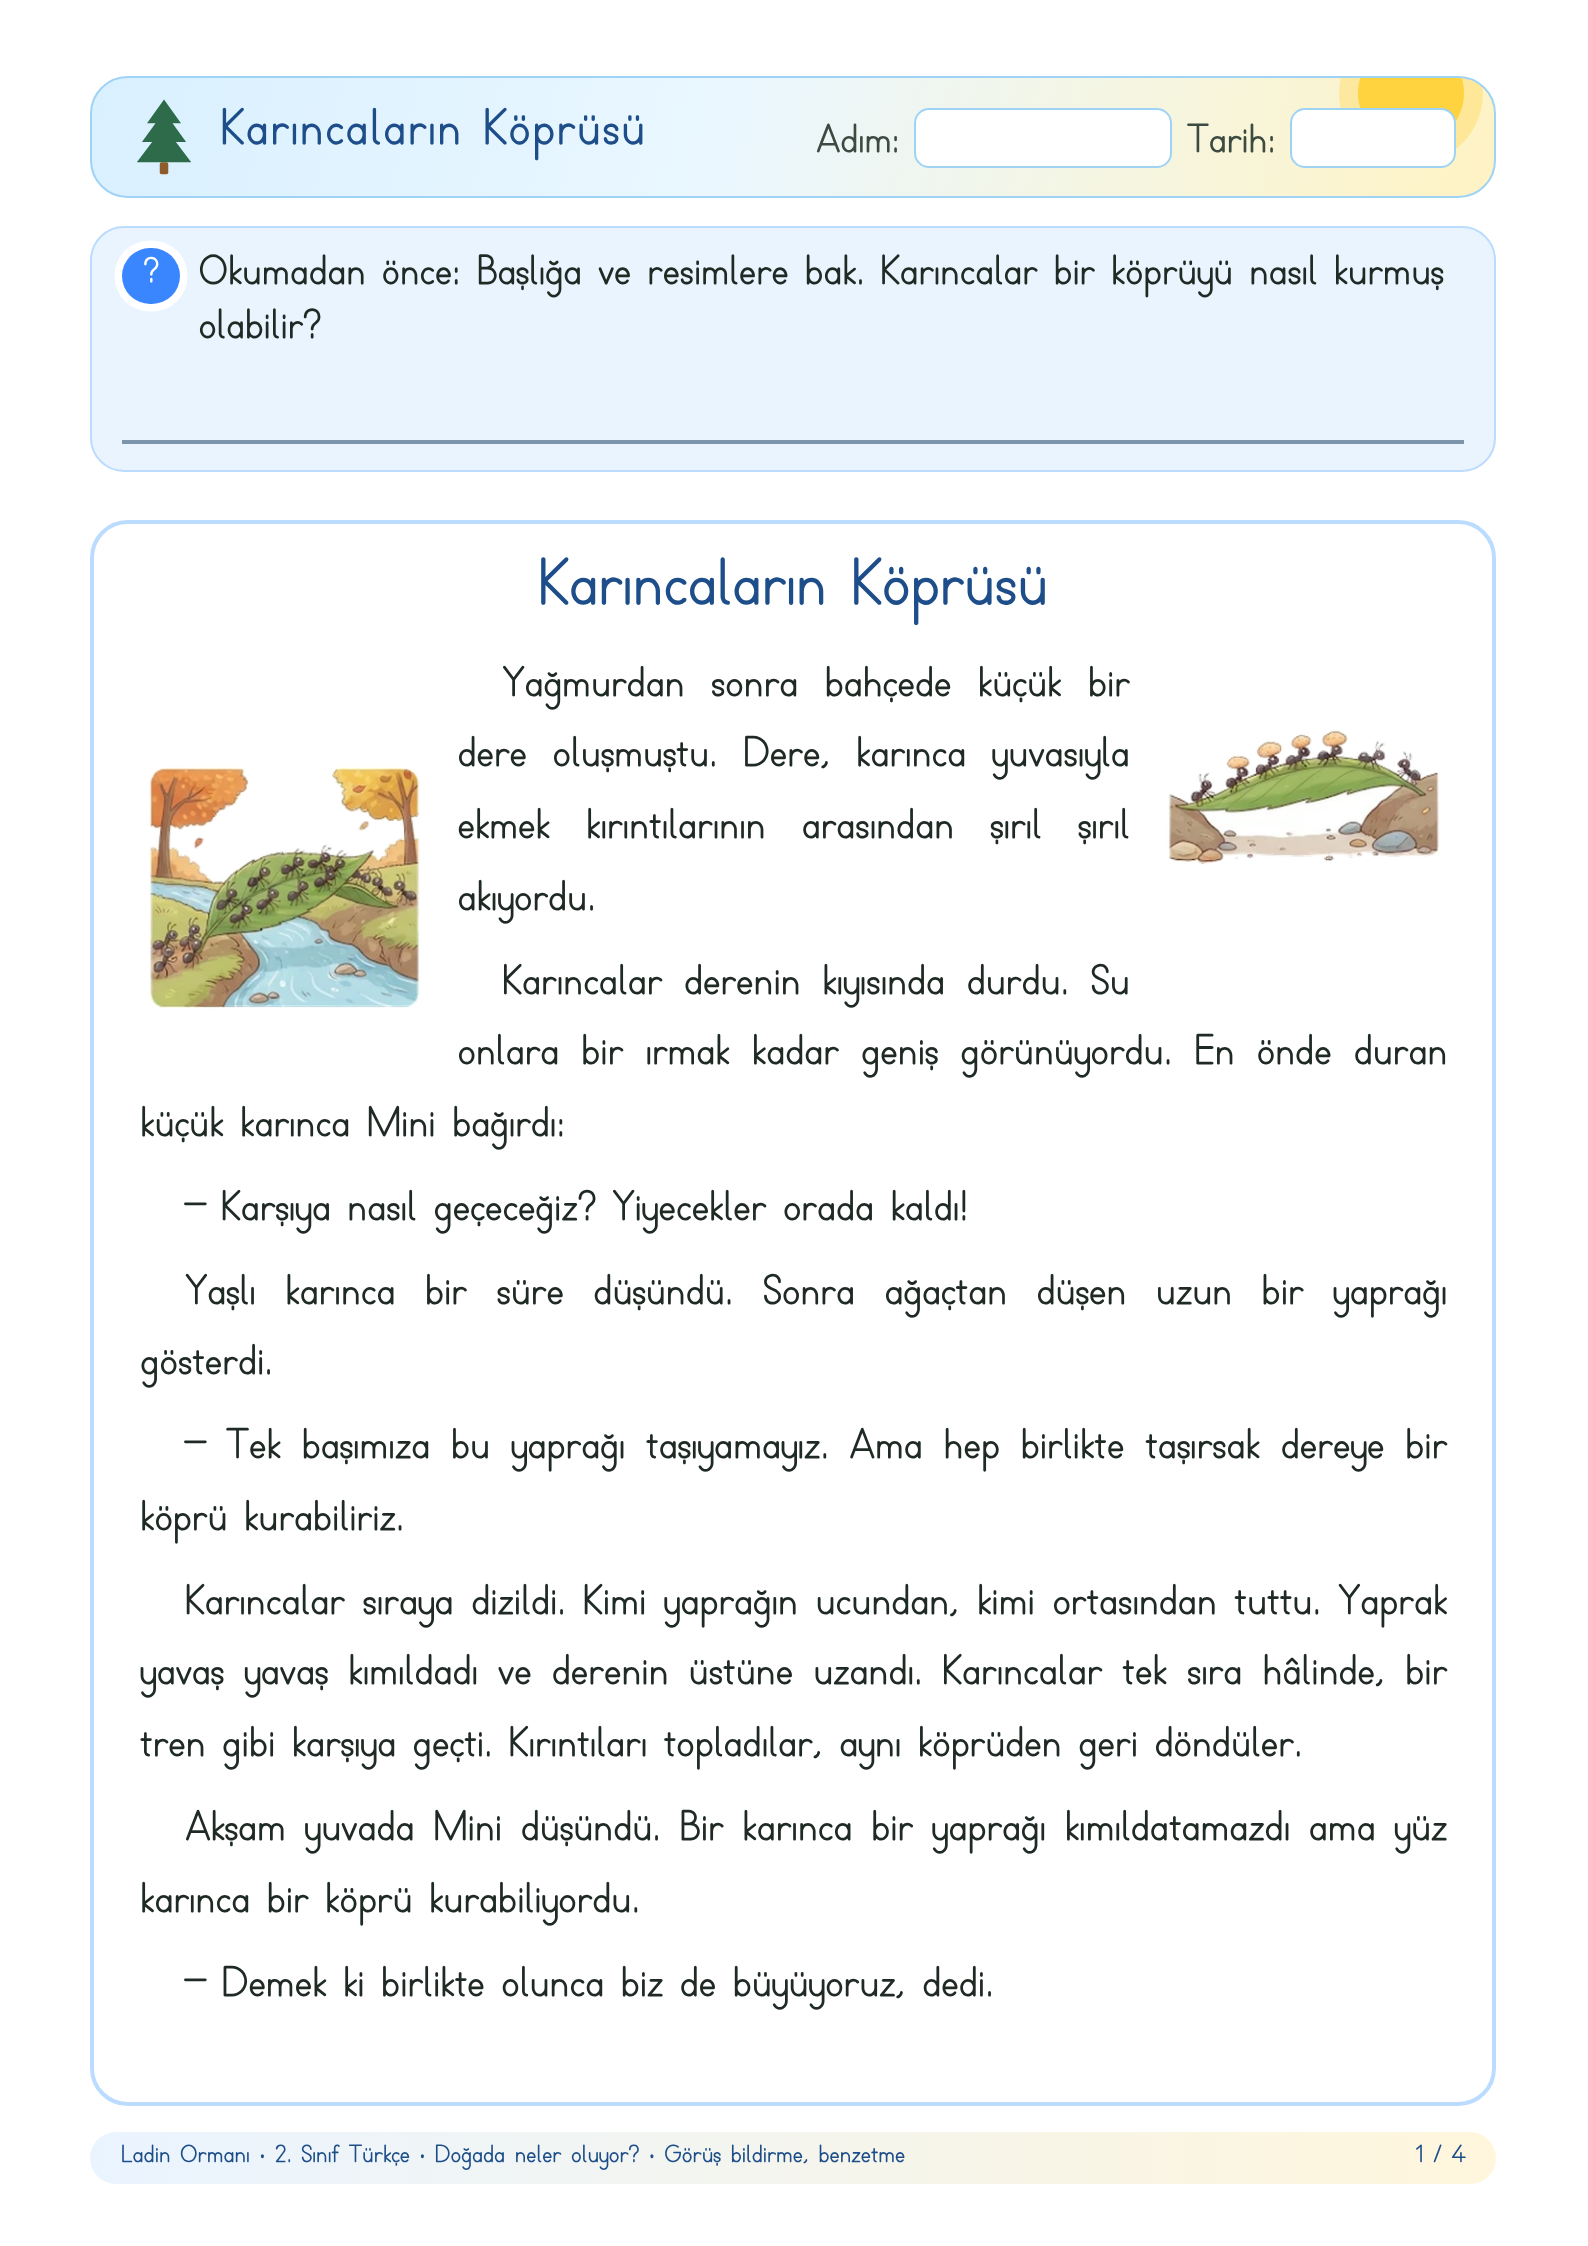 Karıncaların Köprüsü
Adım:
Tarih:
?
Okumadan önce: Başlığa ve resimlere bak. Karıncalar bir köprüyü nasıl kurmuş
olabilir?
Karıncaların Köprüsü
Yağmurdan sonra bahçede küçük bir
dere oluşmuştu. Dere, karınca yuvasıyla
ekmek kırıntılarının arasından şırıl şırıl
akıyordu.
Karıncalar derenin kıyısında durdu. Su
onlara bir ırmak kadar geniş görünüyordu. En önde duran
küçük karınca Mini bağırdı:
– Karşıya nasıl geçeceğiz? Yiyecekler orada kaldı!
Yaşlı karınca bir süre düşündü. Sonra ağaçtan düşen uzun bir yaprağı
gösterdi.
– Tek başımıza bu yaprağı taşıyamayız. Ama hep birlikte taşırsak dereye bir
köprü kurabiliriz.
Karıncalar sıraya dizildi. Kimi yaprağın ucundan, kimi ortasından tuttu. Yaprak
yavaş yavaş kımıldadı ve derenin üstüne uzandı. Karıncalar tek sıra hâlinde, bir
tren gibi karşıya geçti. Kırıntıları topladılar, aynı köprüden geri döndüler.
Akşam yuvada Mini düşündü. Bir karınca bir yaprağı kımıldatamazdı ama yüz
karınca bir köprü kurabiliyordu.
– Demek ki birlikte olunca biz de büyüyoruz, dedi.
Ladin Ormanı • 2. Sınıf Türkçe • Doğada neler oluyor? • Görüş bildirme, benzetme
1 / 4